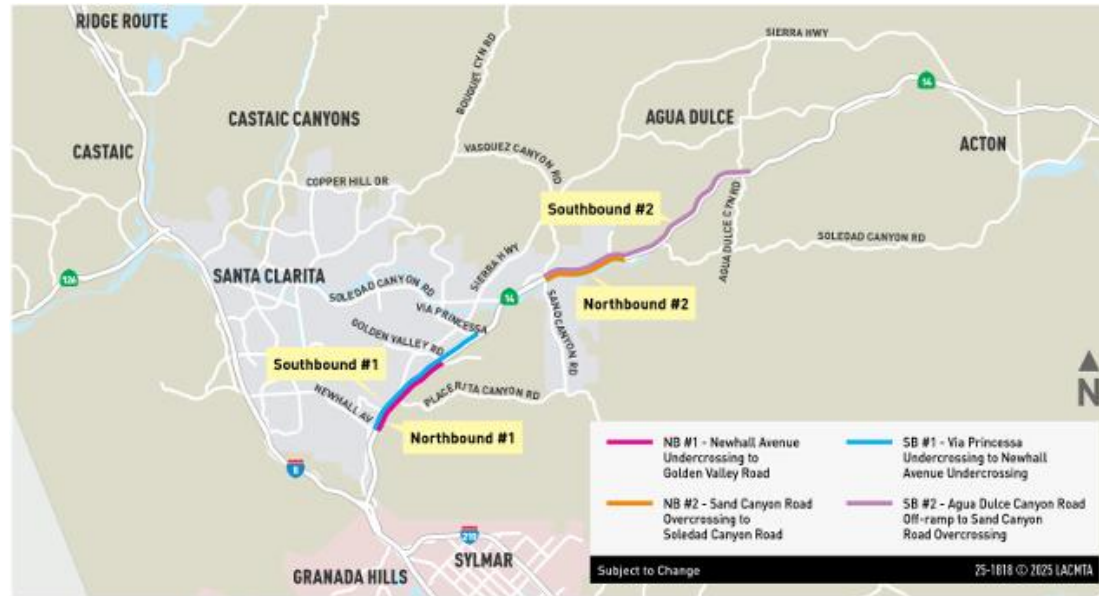 RIDGE ROUTE
SIERRA HWY
14
BOUQUET CYN RD
CASTAIC CANYONS
AGUA DULCE
CASTAIC
ACTON
VASQUEZ CANYON RD
COPPER HILL DR
Southbound #2
AGUA DULCE CYN RD
SOLEDAD CANYON RD
126
SANTA CLARITA
SOLEDAD CANYON RD
SIERRA HWY
14
VIA PRINCESSA
Northbound #2
SAND CANYON RD
GOLDEN VALLEY RD
Southbound #1
NEWHALL AV
PLACERITA CANYON RD
Northbound #1
N
5
210
SYLMAR
GRANADA HILLS
NB #1 - Newhall Avenue
Undercrossing to
Golden Valley Road
SB #1 - Via Princessa
Undercrossing to Newhall
Avenue Undercrossing
NB #2 - Sand Canyon Road
Overcrossing to
Soledad Canyon Road
SB #2 - Agua Dulce Canyon Road
Off-ramp to Sand Canyon
Road Overcrossing
Subject to Change
25-1818 © 2025 LACMTA